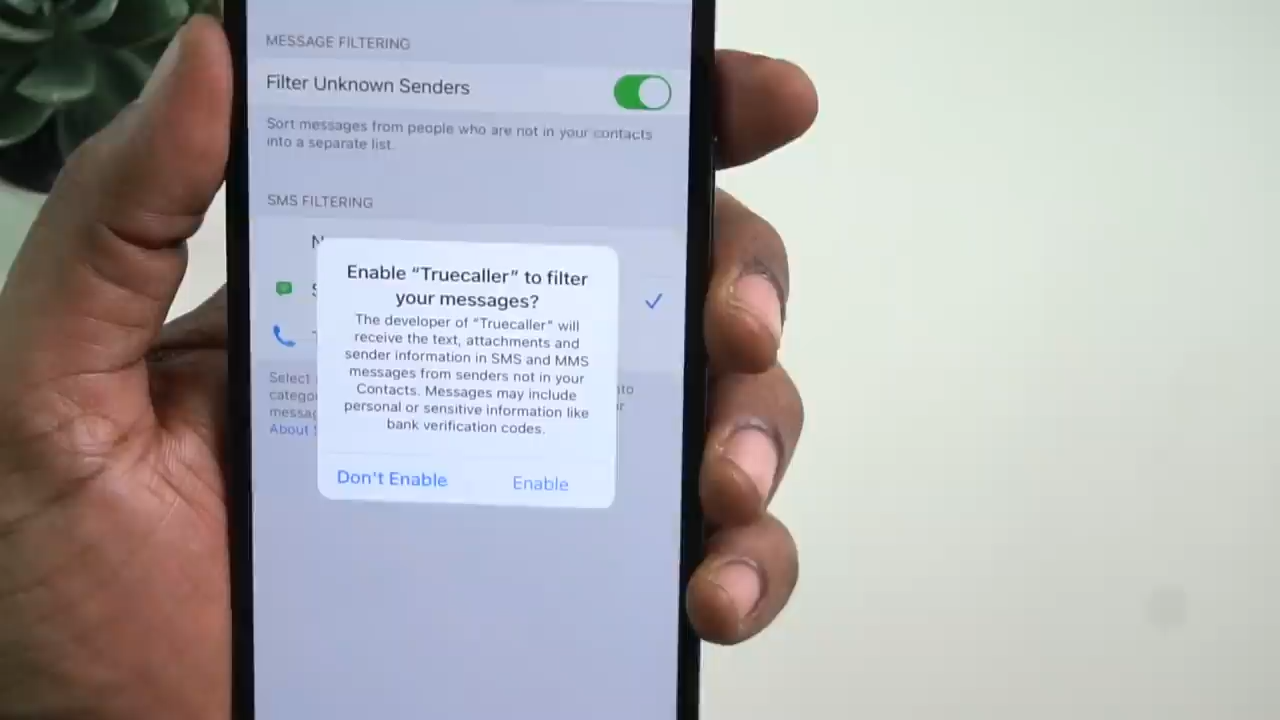 MESSAGE FILTERING
Filter Unknown Senders
Sort messages from people who are not in your contacts
into a separate list.
SMS FILTERING
Enable “Truecaller” to filter
your messages?
The developer of “Truecaller” will
receive the text, attachments and
sender information in SMS and MMS
messages from senders not in your
Contacts. Messages may include
personal or sensitive information like
bank verification codes.
Don't Enable
Enable
Select
About